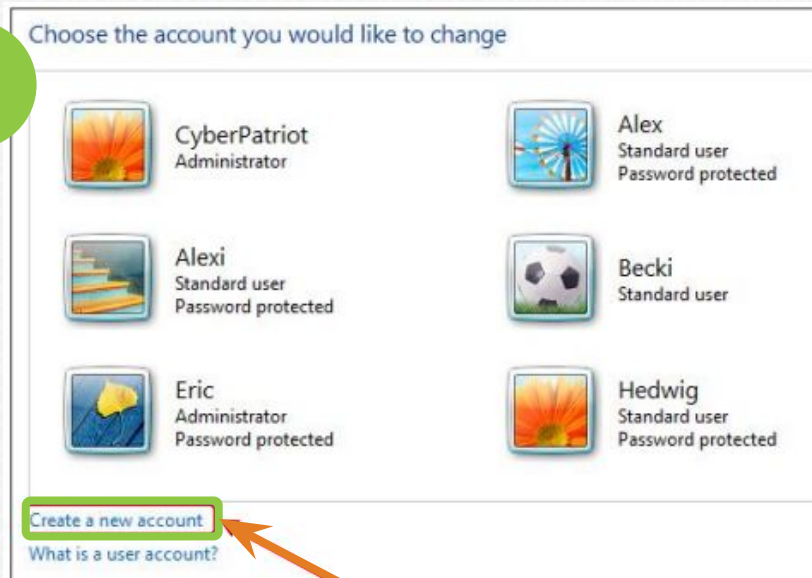 Choose the account you would like to change
CyberPatriot
Administrator
Alex
Standard user
Password protected
Alexi
Standard user
Password protected
Becki
Standard user
Eric
Administrator
Password protected
Hedwig
Standard user
Password protected
Create a new account
What is a user account?